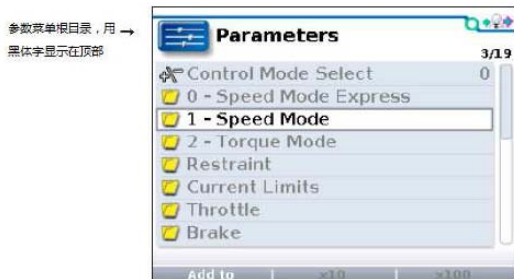 参数菜单根目录，用 →
黑体字显示在顶部
Parameters
3/19
Control Mode Select 0
0 - Speed Mode Express
1 - Speed Mode
2 - Torque Mode
Restraint
Current Limits
Throttle
Brake
Add to | x10 | x100